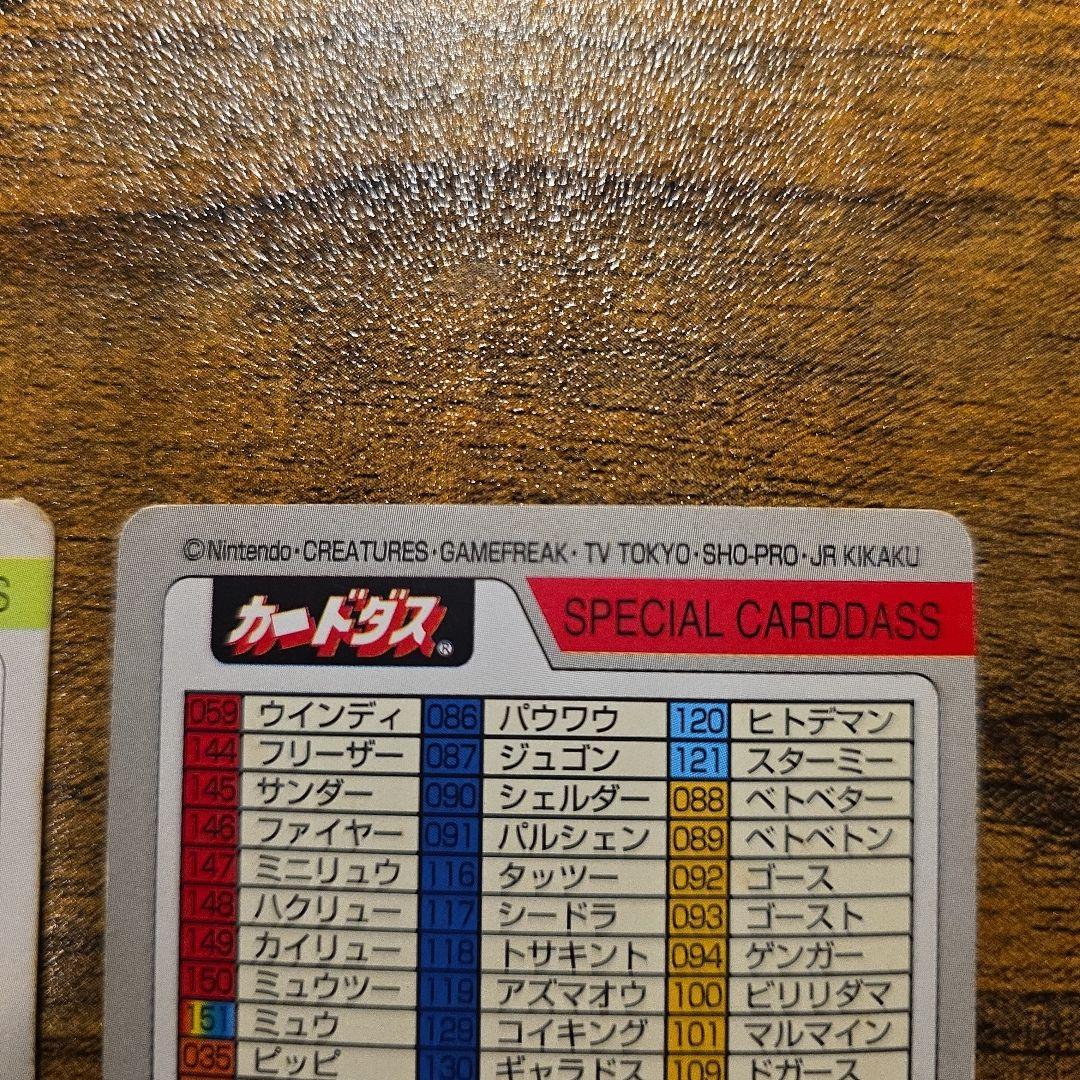 ©Nintendo・CREATURES・GAMEFREAK・TV TOKYO・SHO-PRO・JR KIKAKU
S
カードダス®
SPECIAL CARDDASS
059 ウインディ 086 パウワウ 120 ヒトデマン
144 フリーザー 087 ジュゴン 121 スターミー
145 サンダー 090 シェルダー 088 ベトベター
146 ファイヤー 091 パルシェン 089 ベトベトン
147 ミニリュウ 116 タッツー 092 ゴース
148 ハクリュー 117 シードラ 093 ゴースト
149 カイリュー 118 トサキント 094 ゲンガー
150 ミュウツー 119 アズマオウ 100 ビリリダマ
151 ミュウ 129 コイキング 101 マルマイン
035 ピッピ 130 ギャラドス 109 ドガース